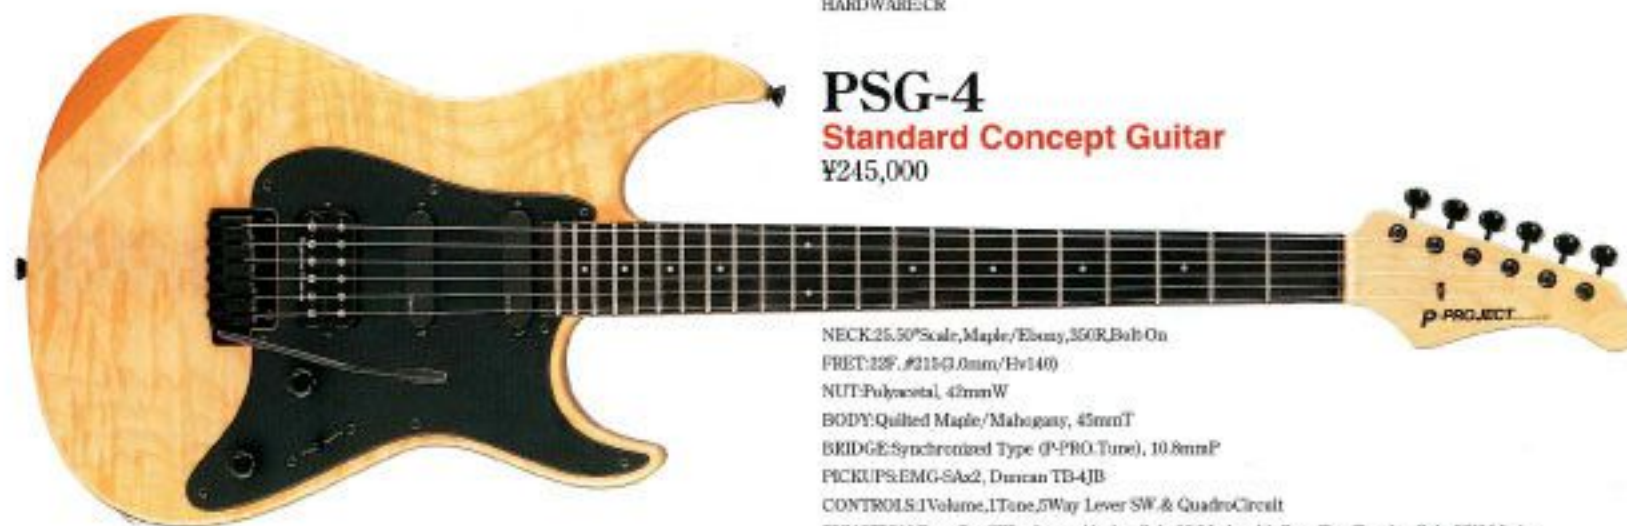 HARDWARE:CR
PSG-4
Standard Concept Guitar
¥245,000
P-PROJECT
NECK:25.50"Scale,Maple/Ebony,350R,Bolt-On
FRET:22F. #215(3.0mm/Hv140)
NUT:Polyacetal, 42mmW
BODY:Quilted Maple/Mahogany, 45mmT
BRIDGE:Synchronized Type (P-PRO.Tune), 10.8mmP
PICKUPS:EMG-SAx2, Duncan TB-4JB
CONTROLS:1Volume,1Tone,5Way Lever SW.& QuadroCircuit